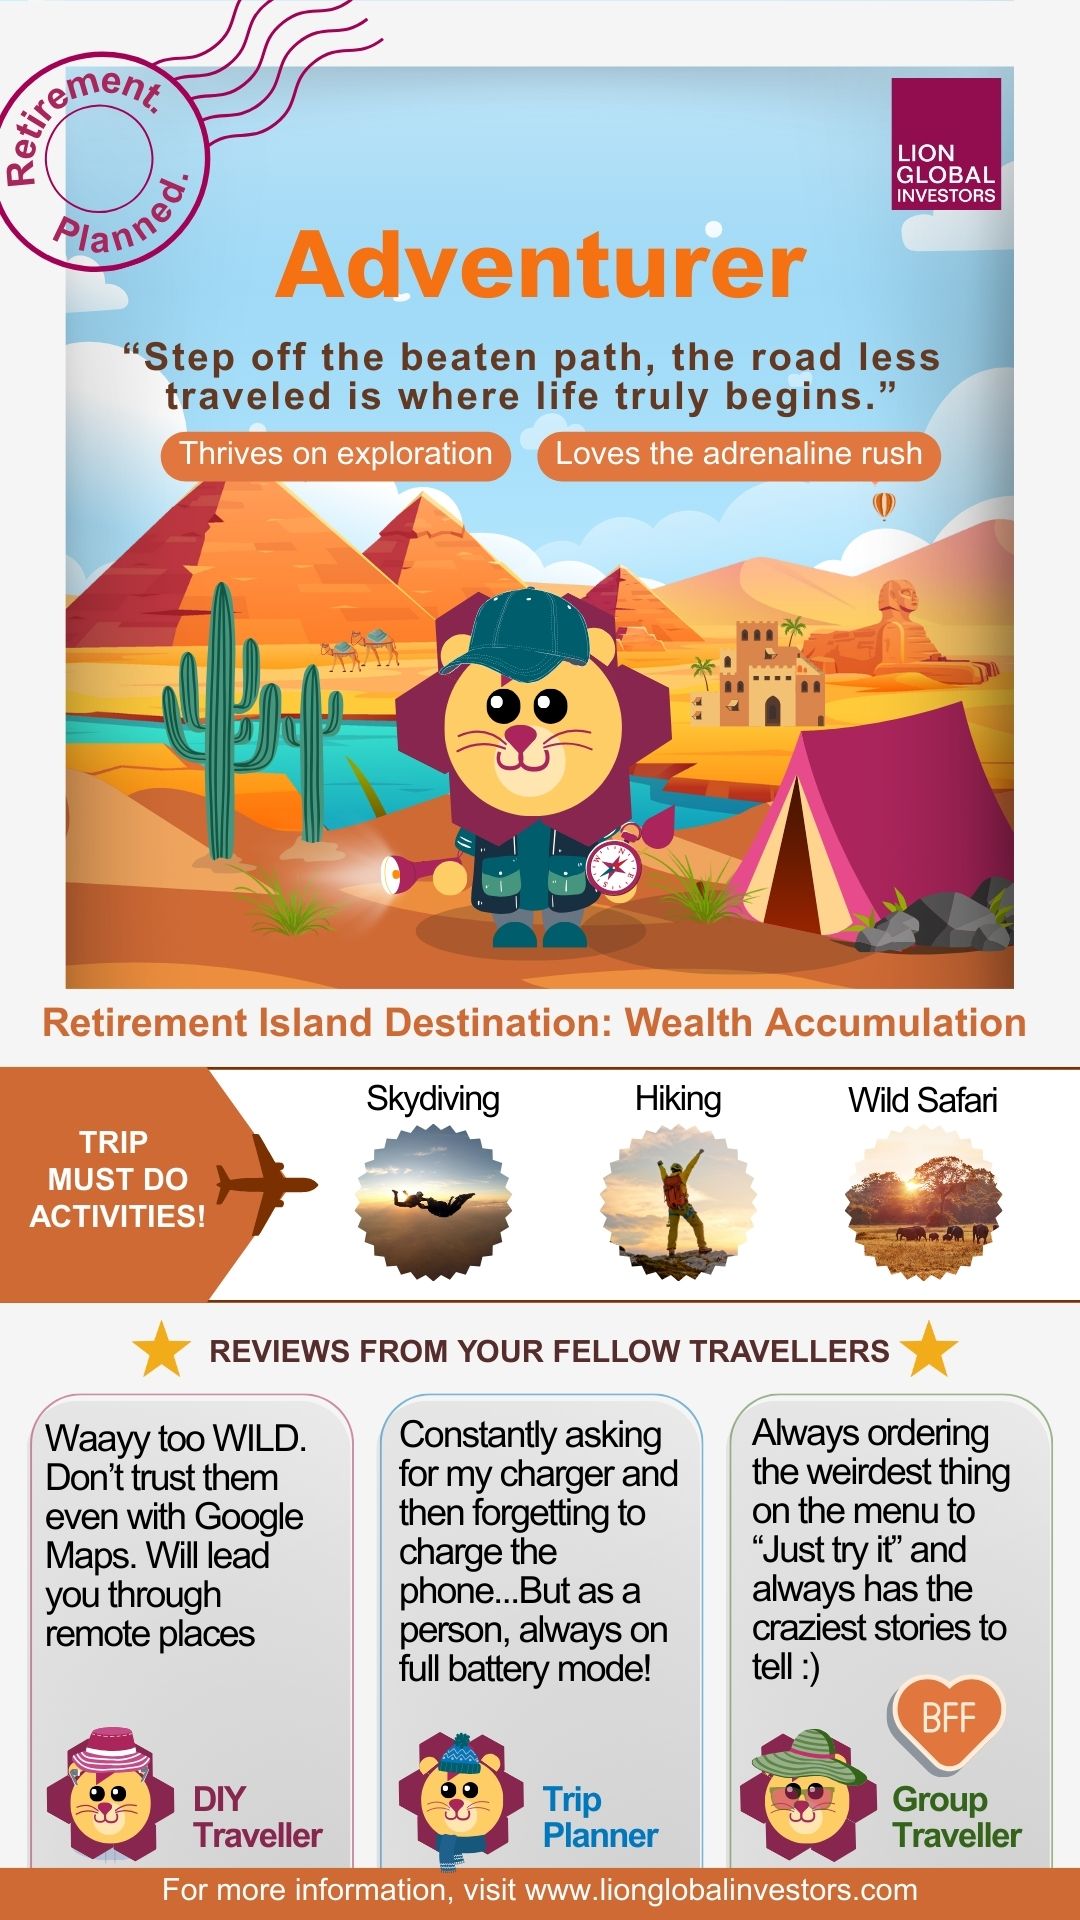 Retirement.
Planned.
LION
GLOBAL
INVESTORS
Adventurer
“Step off the beaten path, the road less
traveled is where life truly begins.”
Thrives on exploration
Loves the adrenaline rush
N
E
S
W
Retirement Island Destination: Wealth Accumulation
TRIP
MUST DO
ACTIVITIES!
Skydiving
Hiking
Wild Safari
REVIEWS FROM YOUR FELLOW TRAVELLERS
Waayy too WILD.
Don’t trust them
even with Google
Maps. Will lead
you through
remote places
DIY
Traveller
Constantly asking
for my charger and
then forgetting to
charge the
phone...But as a
person, always on
full battery mode!
Trip
Planner
Always ordering
the weirdest thing
on the menu to
“Just try it” and
always has the
craziest stories to
tell :)
BFF
Group
Traveller
For more information, visit www.lionglobalinvestors.com